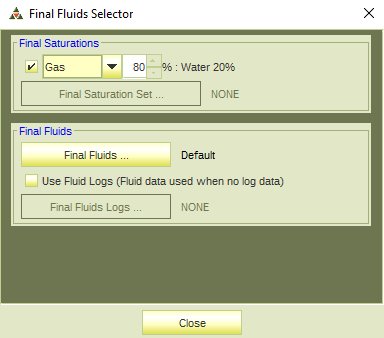 Final Fluids Selector
Final Saturations
Gas 80 % : Water 20%
Final Saturation Set ... NONE
Final Fluids
Final Fluids ... Default
Use Fluid Logs (Fluid data used when no log data)
Final Fluids Logs ... NONE
Close